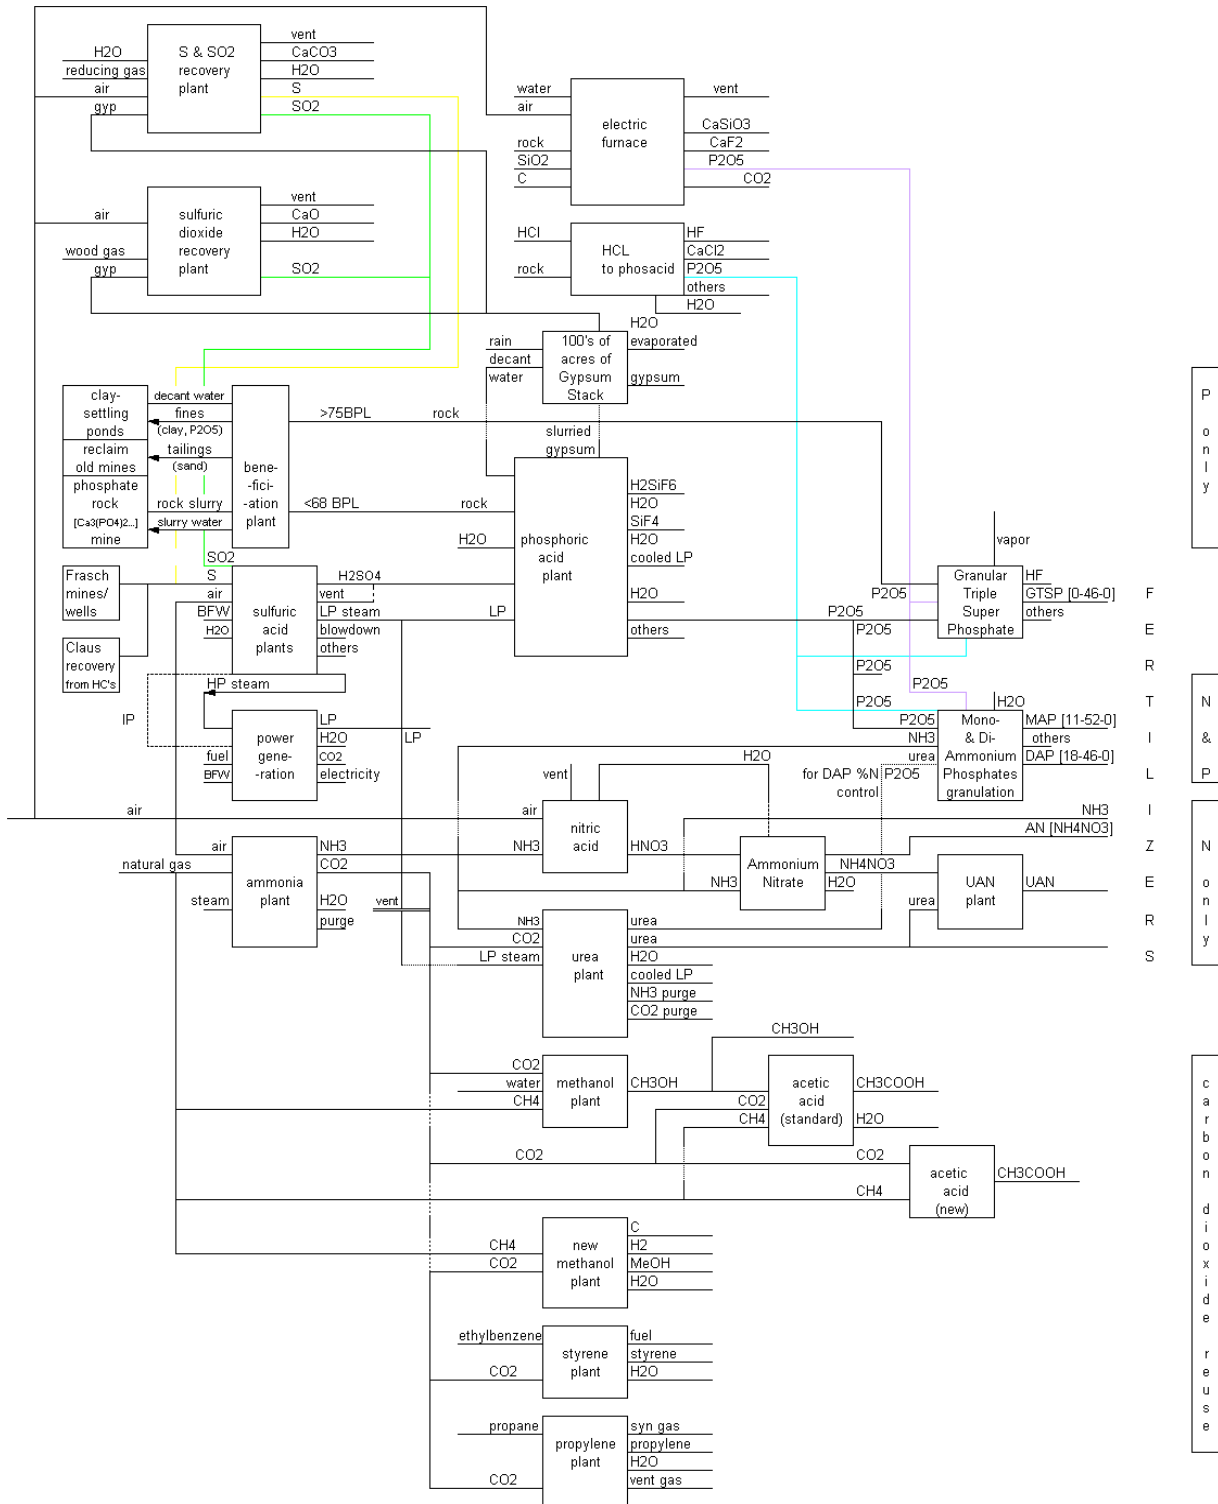 vent
H2O
S & SO2
CaCO3
reducing gas
recovery
H2O
air
plant
S
gyp
SO2
water
vent
air
electric
furnace
CaSiO3
rock
CaF2
SiO2
P2O5
C
CO2
vent
air
sulfuric
CaO
dioxide
H2O
wood gas
recovery
gyp
plant
SO2
HCl
HF
HCL
CaCl2
rock
to phosacid
P2O5
others
H2O
H2O
rain
100's of
evaporated
decant
acres of
water
Gypsum
gypsum
Stack
clay-
settling
ponds
decant water
fines
(clay, P2O5)
>75BPL
rock
slurried
gypsum
reclaim
old mines
tailings
(sand)
bene-
-fici-
-ation
plant
phosphate
rock
[Ca3(PO4)2...]
mine
rock slurry
slurry water
<68 BPL
rock
H2O
phosphoric
acid
plant
H2SiF6
H2O
SiF4
H2O
cooled LP
H2O
others
SO2
Frasch
mines/
wells
S
air
BFW
H2O
sulfuric
acid
plants
H2SO4
vent
LP steam
blowdown
others
LP
Claus
recovery
from HC's
vapor
Granular
Triple
Super
Phosphate
HF
GTSP [0-46-0]
others
P2O5
P2O5
P2O5
P2O5
P2O5
P2O5
HP steam
IP
power
gene-
-ration
LP
H2O
CO2
electricity
fuel
BFW
LP
P2O5
NH3
urea
H2O
Mono-
& Di-
Ammonium
Phosphates
granulation
MAP [11-52-0]
others
DAP [18-46-0]
H2O
for DAP %N
control
P2O5
vent
air
air
nitric
acid
NH3
HNO3
NH3
AN [NH4NO3]
air
natural gas
steam
ammonia
plant
NH3
CO2
H2O
purge
vent
Ammonium
Nitrate
NH3
NH4NO3
H2O
UAN
plant
urea
UAN
NH3
CO2
LP steam
urea
plant
urea
urea
H2O
cooled LP
NH3 purge
CO2 purge
CH3OH
CO2
water
CH4
methanol
plant
CH3OH
CO2
CH4
acetic
acid
(standard)
CH3COOH
H2O
CO2
CO2
CH4
acetic
acid
(new)
CH3COOH
CH4
CO2
new
methanol
plant
C
H2
MeOH
H2O
ethylbenzene
CO2
styrene
plant
fuel
styrene
H2O
propane
CO2
propylene
plant
syn gas
propylene
H2O
vent gas
FERTILIZERS
P only
N & P
N only
carbon dioxide reuse